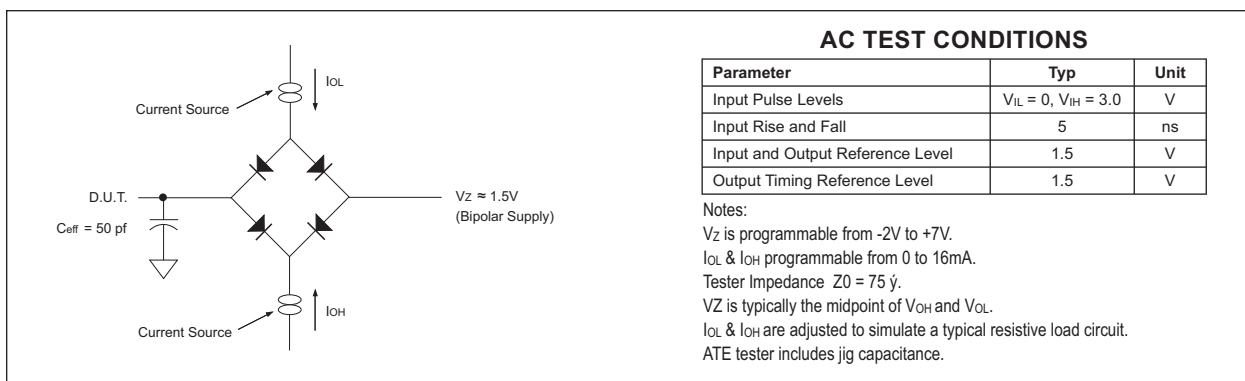 IOL
Current Source
D.U.T.
Ceff = 50 pf
VZ ≈ 1.5V
(Bipolar Supply)
IOH
Current Source
AC TEST CONDITIONS
Parameter Typ Unit
Input Pulse Levels VIL = 0, VIH = 3.0 V
Input Rise and Fall 5 ns
Input and Output Reference Level 1.5 V
Output Timing Reference Level 1.5 V
Notes:
VZ is programmable from -2V to +7V.
IOL & IOH programmable from 0 to 16mA.
Tester Impedance Z0 = 75 ý.
VZ is typically the midpoint of VOH and VOL.
IOL & IOH are adjusted to simulate a typical resistive load circuit.
ATE tester includes jig capacitance.